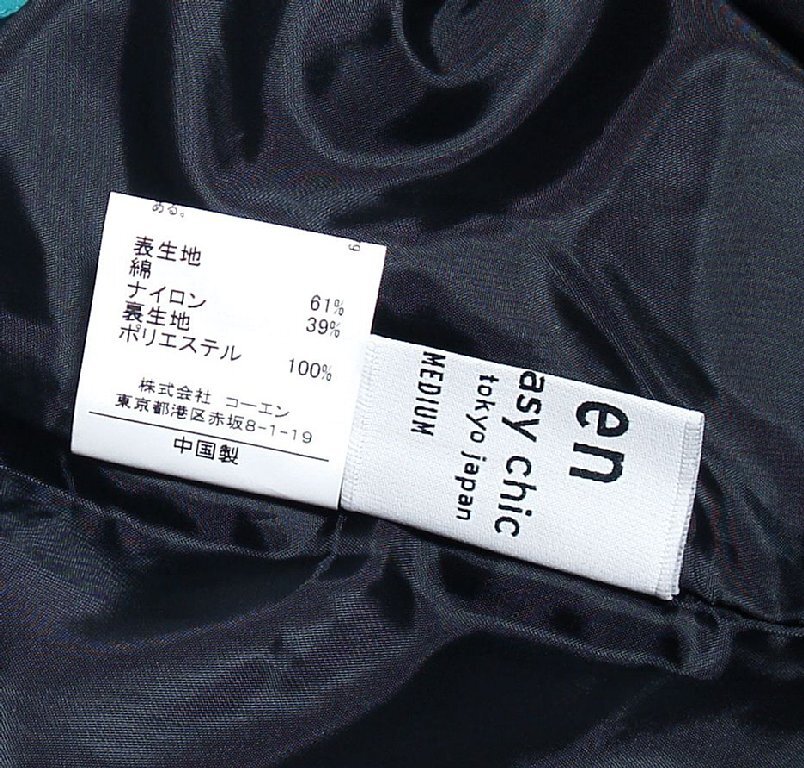 ある。
表生地
綿 61%
ナイロン 39%
裏生地
ポリエステル 100%
株式会社 コーエン
東京都港区赤坂8-1-19
中国製
en
asy chic
tokyo japan
MEDIUM